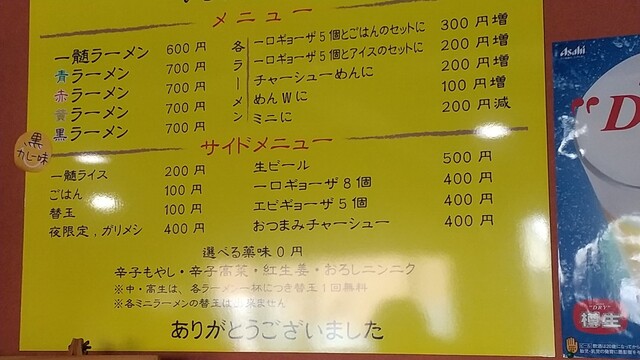 メニュー
一髄ラーメン 600円
青ラーメン 700円
赤ラーメン 700円
黄ラーメン 700円
黒ラーメン 700円
各ラーメン
一口ギョーザ5個とごはんのセットに 300円増
一口ギョーザ5個とアイスのセットに 200円増
チャーシューめんに 200円増
めんWに 100円増
ミニに 200円減
黒カレー味
サイドメニュー
一髄ライス 200円
ごはん 100円
替玉 100円
夜限定,ガリメシ 400円
生ビール 500円
一口ギョーザ8個 400円
エビギョーザ5個 400円
おつまみチャーシュー 400円
選べる薬味0円
辛子もやし・辛子高菜・紅生姜・おろしニンニク
※中・高生は、各ラーメン一杯につき替玉1回無料
※各ミニラーメンの替玉は 来ません
ありがとうございました
Asahi
"D
"DRY"
樽生